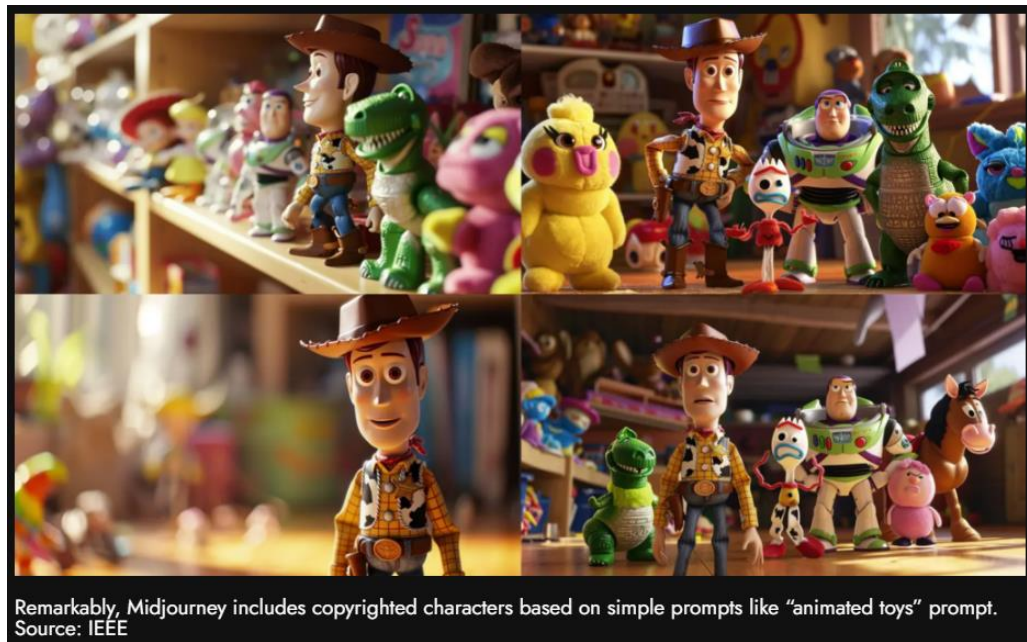 Remarkably, Midjourney includes copyrighted characters based on simple prompts like “animated toys” prompt.
Source: IEEE